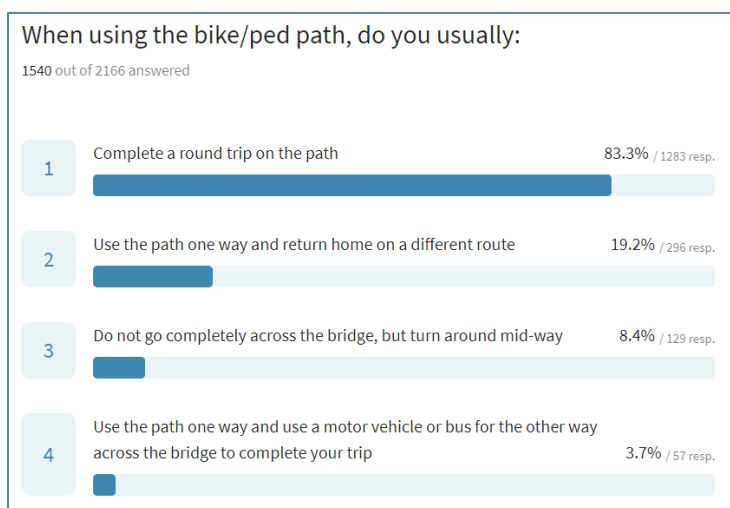 When using the bike/ped path, do you usually:
1540 out of 2166 answered
1
Complete a round trip on the path
83.3% / 1283 resp.
2
Use the path one way and return home on a different route
19.2% / 296 resp.
3
Do not go completely across the bridge, but turn around mid-way
8.4% / 129 resp.
4
Use the path one way and use a motor vehicle or bus for the other way
across the bridge to complete your trip
3.7% / 57 resp.